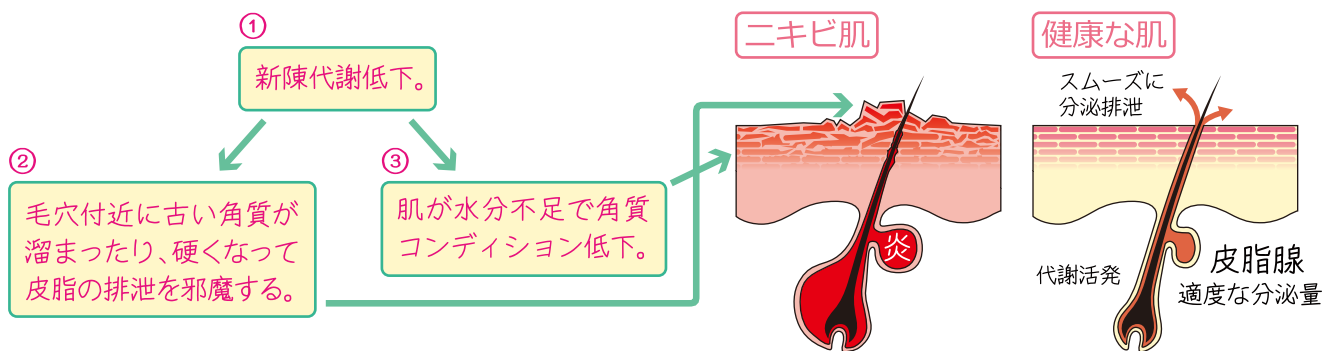 ①
新陳代謝低下。
②
毛穴付近に古い角質が
溜まったり、硬くなって
皮脂の排泄を邪魔する。
③
肌が水分不足で角質
コンディション低下。
ニキビ肌
炎
健康な肌
スムーズに
分泌排泄
代謝活発
皮脂腺
適度な分泌量